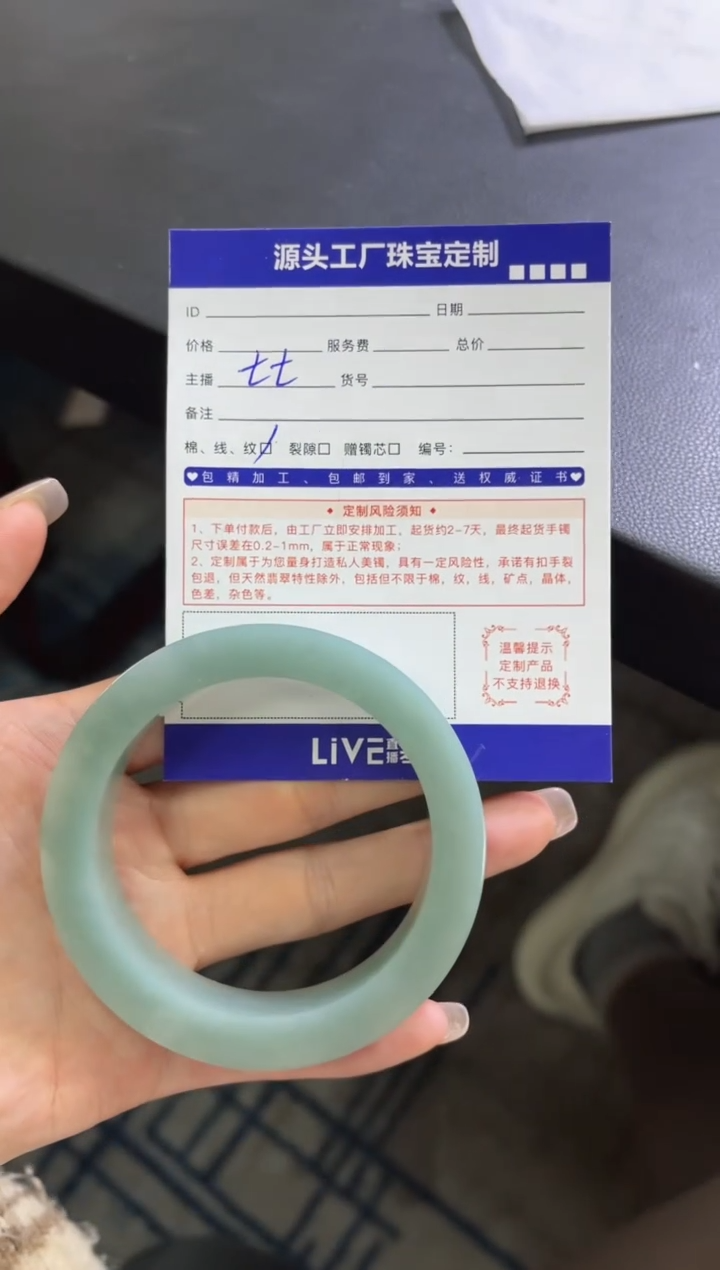 源头工厂珠宝定制
ID 日期
价格 服务费 总价
主播 tt 货号
备注
棉、线、纹☑ 裂隙☐ 赠镯芯☐ 编号：
♥包精加工、包邮到家、送权威证书♥
◆ 定制风险须知 ◆
1、下单付款后，由工厂立即安排加工。起货约2-7天，最终起货手镯
尺寸误差在0.2-1mm，属于正常现象；
2、定制属于为您量身打造私人美镯，具有一定风险性，承诺有扣手裂
包退，但天然翡翠特性除外，包括但不限于棉，纹，线，矿点，晶体，
色差，杂色等。
温馨提示
定制产品
不支持退换
LiVE 直播